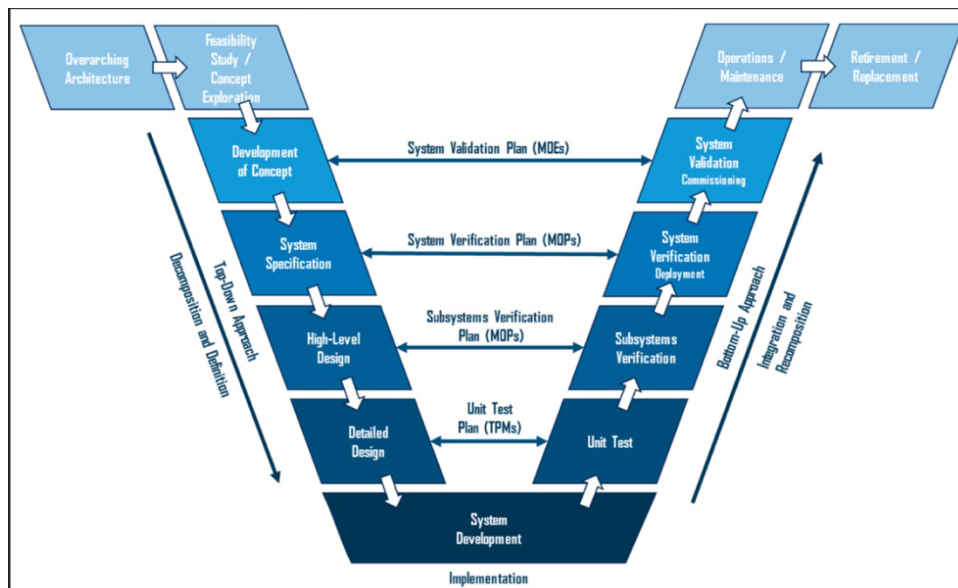 Overarching
Architecture
Feasibility
Study /
Concept
Exploration
Operations /
Maintenance
Retirement /
Replacement
Development
of Concept
System Validation Plan (MOEs)
System
Validation
Commissioning
System
Specification
System Verification Plan (MOPs)
System
Verification
Deployment
High-Level
Design
Subsystems Verification
Plan (MOPs)
Subsystems
Verification
Detailed
Design
Unit Test
Plan (TPMs)
Unit Test
System
Development
Implementation
Top-Down Approach
Decomposition and Definition
Bottom-Up Approach
Integration and
Recomposition